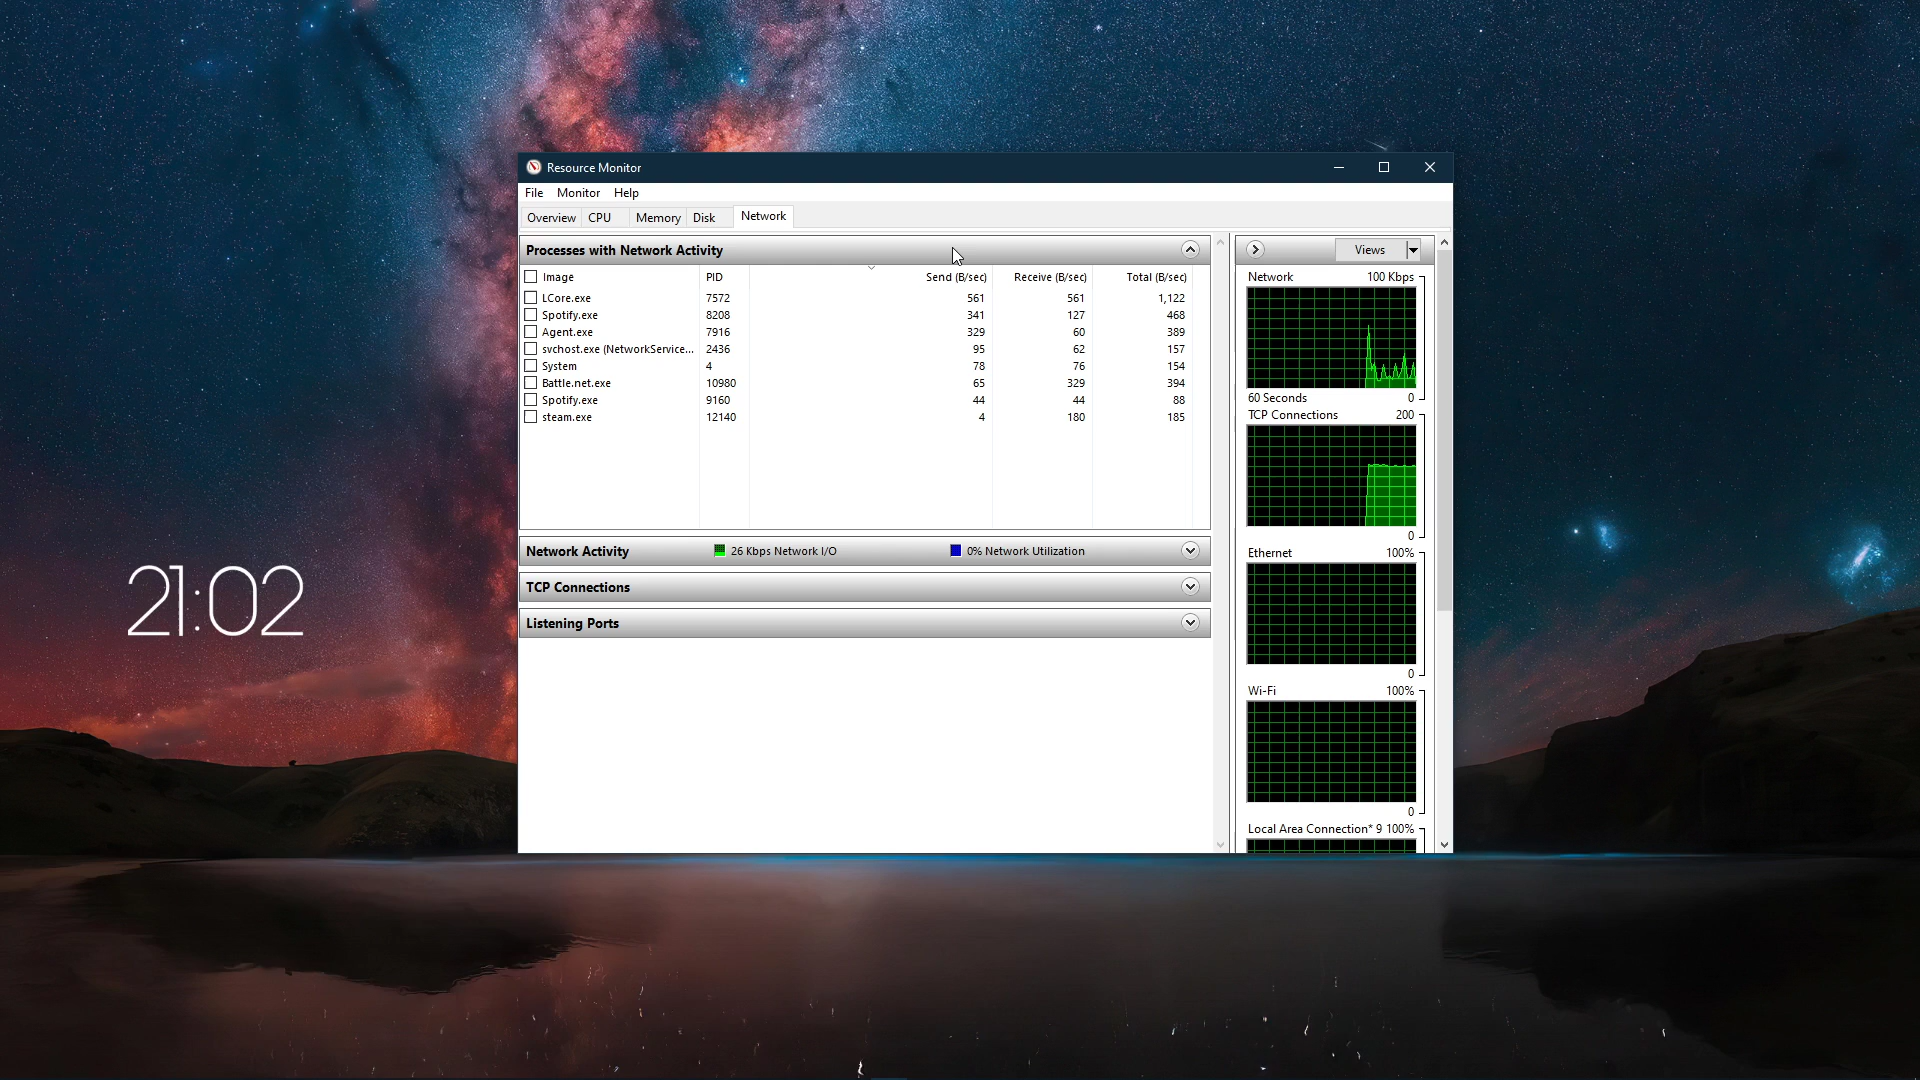 Resource Monitor
File Monitor Help
Overview CPU Memory Disk Network
Processes with Network Activity
Image PID Send (B/sec) Receive (B/sec) Total (B/sec)
LCore.exe 7572 561 561 1,122
Spotify.exe 8208 341 127 468
Agent.exe 7916 329 60 389
svchost.exe (NetworkService... 2436 95 62 157
System 4 78 76 154
Battle.net.exe 10980 65 329 394
Spotify.exe 9160 44 44 88
steam.exe 12140 4 180 185
Network Activity 26 Kbps Network I/O 0% Network Utilization
TCP Connections
Listening Ports
Views
Network 100 Kbps
60 Seconds 0
TCP Connections 200
0
Ethernet 100%
0
Wi-Fi 100%
0
Local Area Connection* 9 100%
21:02